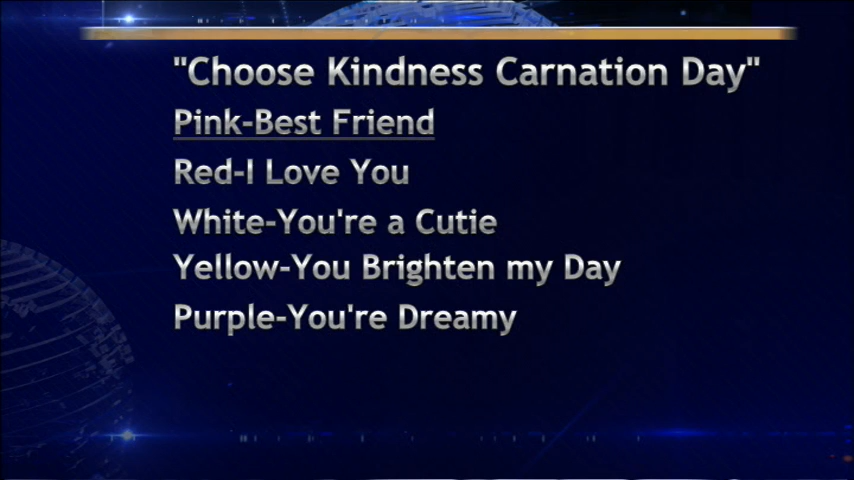 "Choose Kindness Carnation Day"
Pink-Best Friend
Red-I Love You
White-You're a Cutie
Yellow-You Brighten my Day
Purple-You're Dreamy